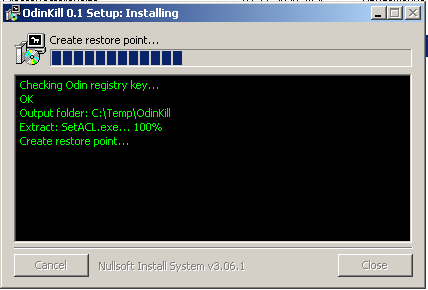 OdinKill 0.1 Setup: Installing
Create restore point...
Checking Odin registry key...
OK
Output folder: C:\Temp\OdinKill
Extract: SetACL.exe... 100%
Create restore point...
Cancel
Nullsoft Install System v3.06.1
Close